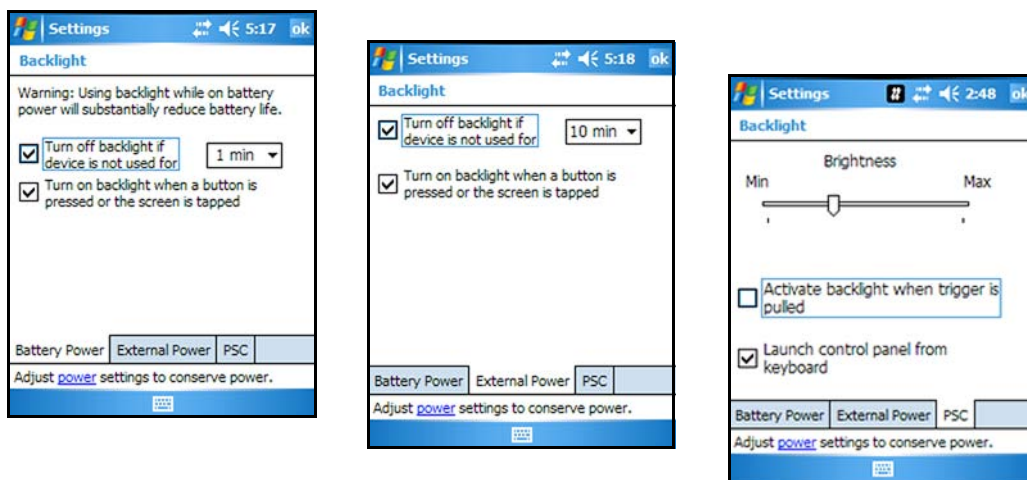 Settings 5:17 ok
Backlight
Warning: Using backlight while on battery
power will substantially reduce battery life.
Turn off backlight if
device is not used for 1 min
Turn on backlight when a button is
pressed or the screen is tapped
Battery Power External Power PSC
Adjust power settings to conserve power.
Settings 5:18 ok
Backlight
Turn off backlight if
device is not used for 10 min
Turn on backlight when a button is
pressed or the screen is tapped
Battery Power External Power PSC
Adjust power settings to conserve power.
Settings # 2:48 ok
Backlight
Brightness
Min Max
Activate backlight when trigger is
pulled
Launch control panel from
keyboard
Battery Power External Power PSC
Adjust power settings to conserve power.